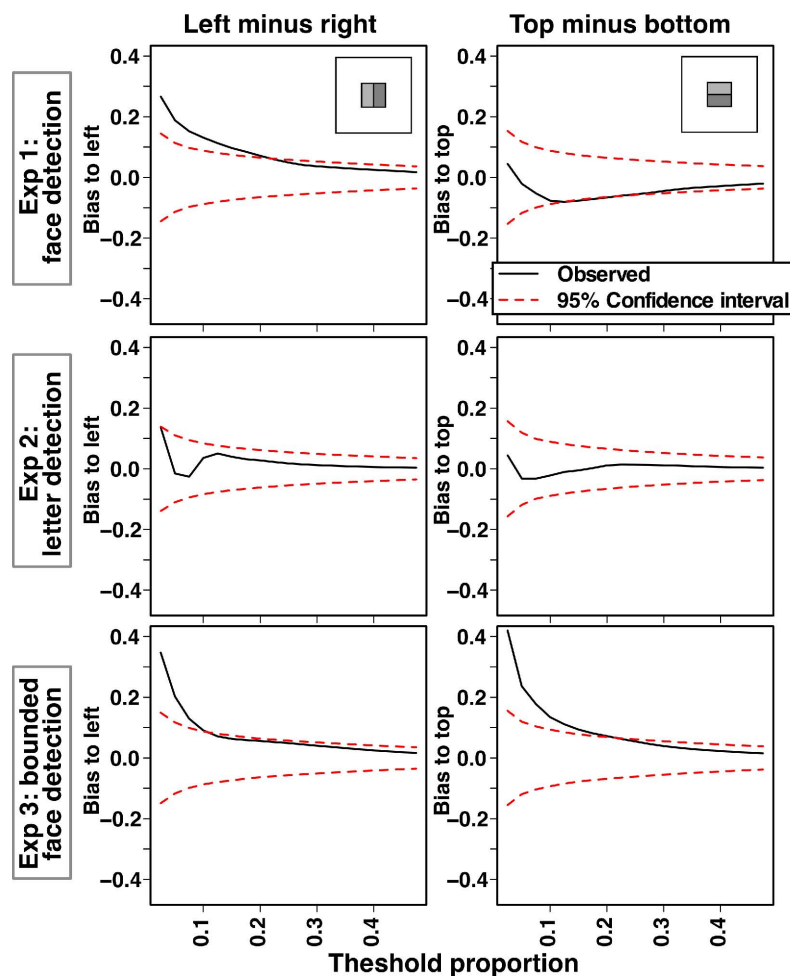 Left minus right
Top minus bottom
Exp 1:
face detection
Bias to left
0.4
0.2
0.0
−0.2
−0.4
Bias to top
0.4
0.2
0.0
−0.2
−0.4
Observed
95% Confidence interval
Exp 2:
letter detection
Bias to left
0.4
0.2
0.0
−0.2
−0.4
Bias to top
0.4
0.2
0.0
−0.2
−0.4
Exp 3: bounded
face detection
Bias to left
0.4
0.2
0.0
−0.2
−0.4
Bias to top
0.4
0.2
0.0
−0.2
−0.4
0.1
0.2
0.3
0.4
0.1
0.2
0.3
0.4
Theshold proportion